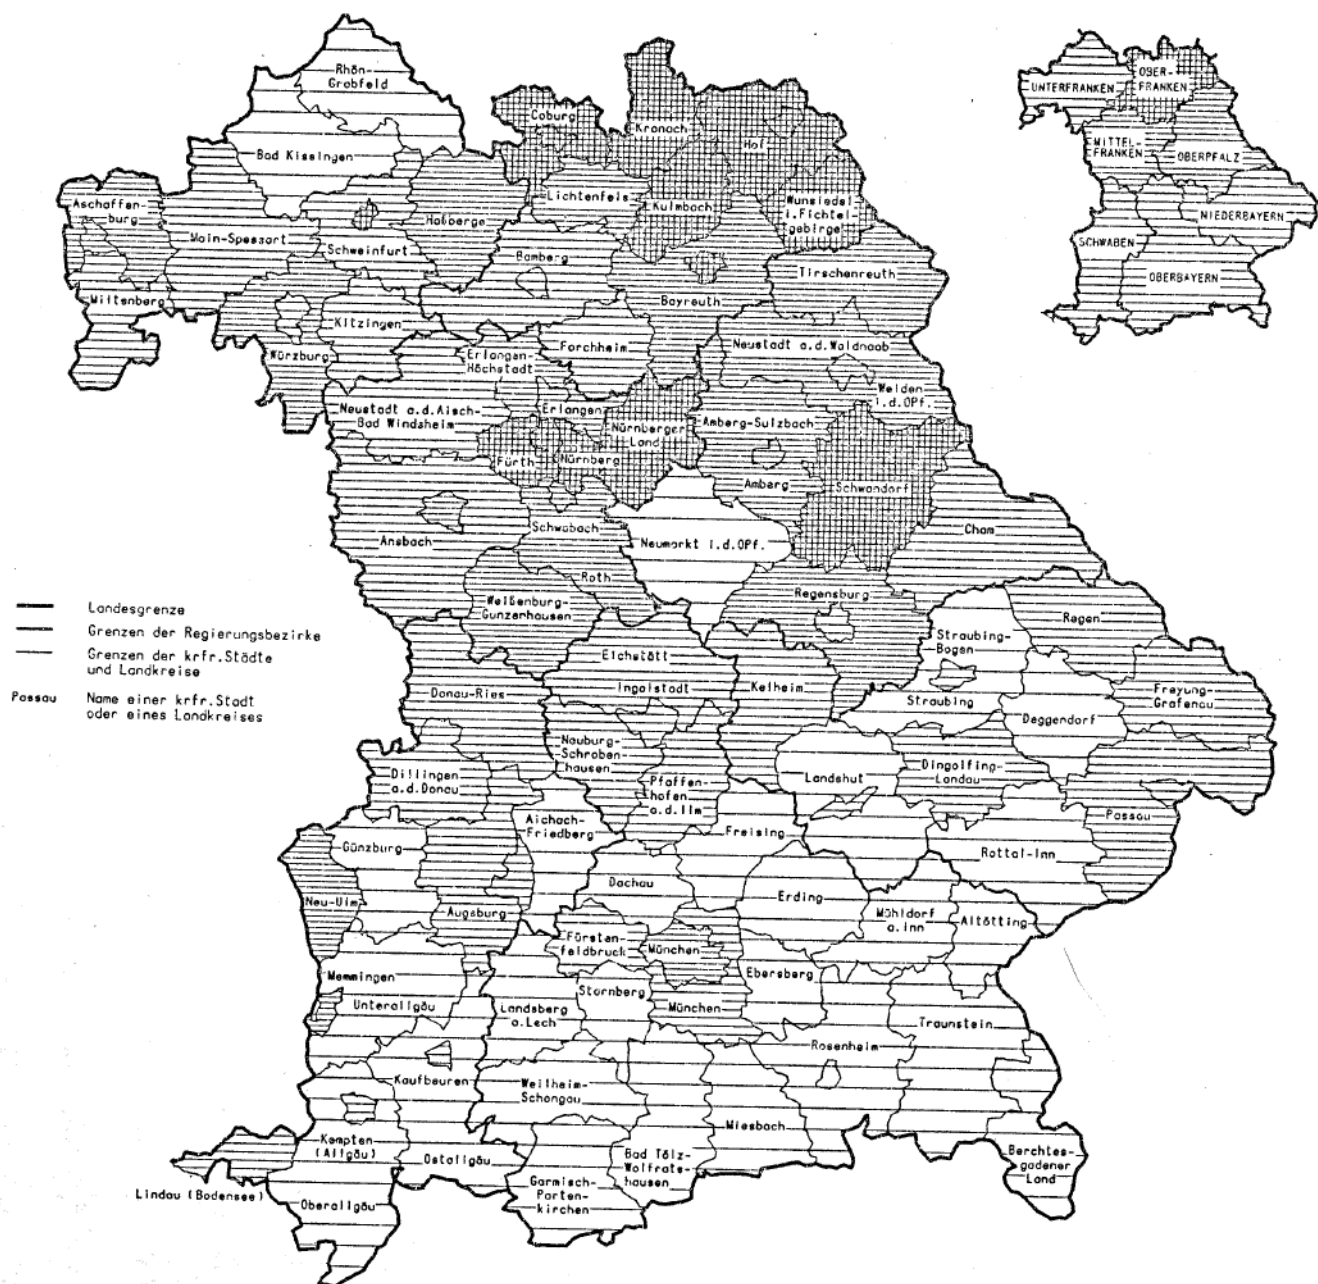 Rhön-
Grabfeld
Bad Kissingen
Coburg
Kronach
Hof
Lichtenfels
Kulmbach
Wunsiedel
i.Fichtel-
gebirge
Aschaffen-
burg
Main-Spessart
Haßberge
Schweinfurt
Bamberg
Tirschenreuth
Miltenberg
Bayreuth
Kitzingen
Würzburg
Forchheim
Erlangen-
Höchstadt
Neustadt a.d.Waldnaab
Weiden
i.d.OPf.
Neustadt a.d.Aisch-
Bad Windsheim
Erlangen
Nürnberger
Land
Amberg-Sulzbach
Fürth
Nürnberg
Amberg
Schwandorf
Ansbach
Schwabach
Neumarkt i.d.OPf.
Cham
Roth
Weißenburg-
Gunzenhausen
Regensburg
Straubing-
Bogen
Regen
Eichstätt
Ingolstadt
Kelheim
Donau-Ries
Straubing
Deggendorf
Freyung-
Grafenau
Neuburg-
Schroben
hausen
Dillingen
a.d.Donau
Pfaffen-
hofen
a.d.Ilm
Landshut
Dingolfing-
Landau
Passau
Aichach-
Friedberg
Freising
Günzburg
Rottal-Inn
Dachau
Erding
Neu-Ulm
Augsburg
Mühldorf
a.Inn
Altötting
Fürsten-
feldbruck
München
Ebersberg
Memmingen
Unterallgäu
Starnberg
Landsberg
a.Lech
München
Traunstein
Rosenheim
Kaufbeuren
Weilheim-
Schongau
Miesbach
Kempten
(Allgäu)
Ostallgäu
Bad Tölz-
Wolfrats-
hausen
Berchtes-
gadener
Land
Garmisch-
Parten-
kirchen
Lindau (Bodensee)
Oberallgäu
OBER-
FRANKEN
UNTERFRANKEN
MITTEL-
FRANKEN
OBERPFALZ
NIEDERBAYERN
SCHWABEN
OBERBAYERN
Landesgrenze
Grenzen der Regierungsbezirke
Grenzen der krfr.Städte
und Landkreise
Passau Name einer krfr.Stadt
oder eines Landkreises